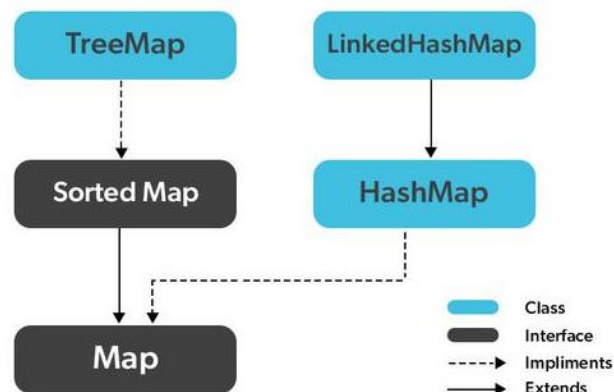 TreeMap
LinkedHashMap
Sorted Map
HashMap
Map
Class
Interface
Impliments
Extends